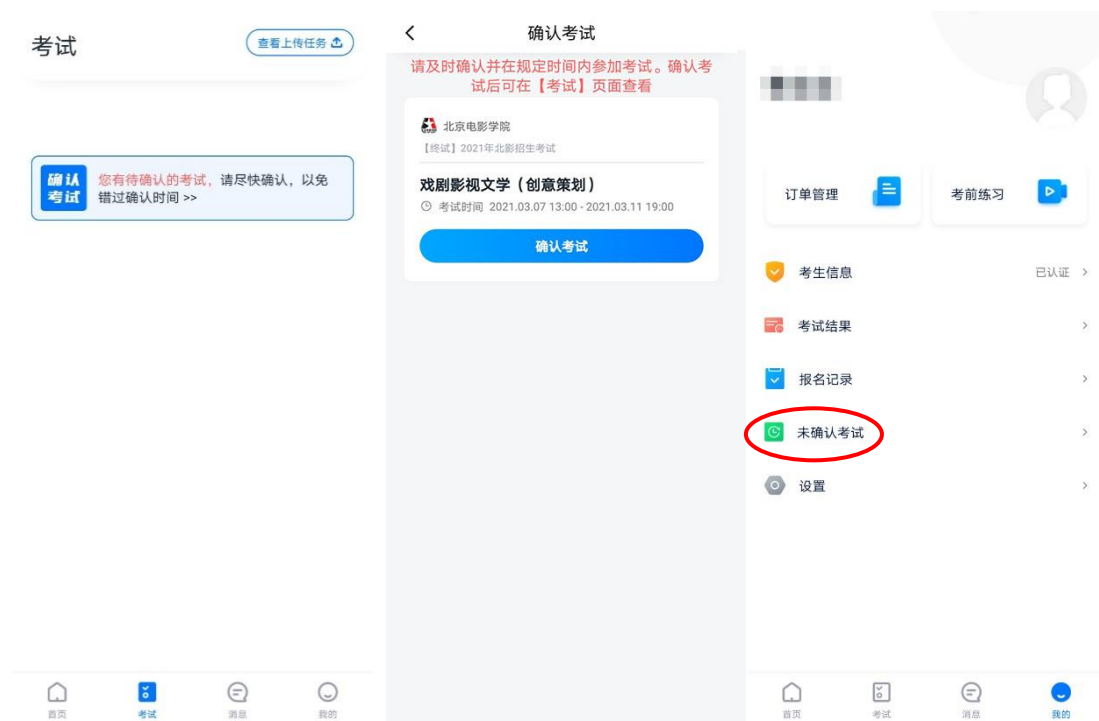 考试
查看上传任务
确认
考试
您有待确认的考试，请尽快确认，以免
错过确认时间 >>
首页
考试
消息
我的
确认考试
请及时确认并在规定时间内参加考试。确认考
试后可在【考试】页面查看
北京电影学院
【终试】2021年北影招生考试
戏剧影视文学（创意策划）
考试时间 2021.03.07 13:00 - 2021.03.11 19:00
确认考试
订单管理
考前练习
考生信息
已认证 >
考试结果
>
报名记录
>
未确认考试
>
设置
>
首页
考试
消息
我的